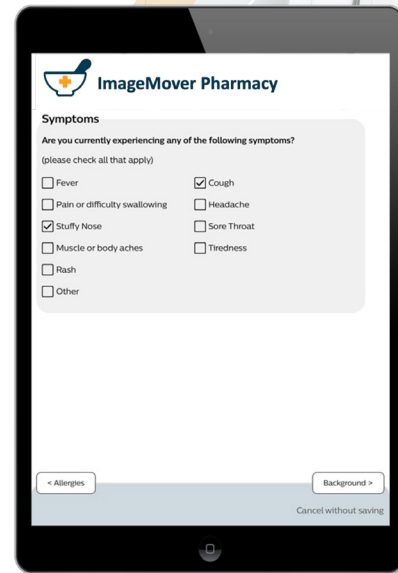 ImageMover Pharmacy
Symptoms
Are you currently experiencing any of the following symptoms?
(please check all that apply)
Fever
Cough
Pain or difficulty swallowing
Headache
Stuffy Nose
Sore Throat
Muscle or body aches
Tiredness
Rash
Other
< Allergies
Background >
Cancel without saving